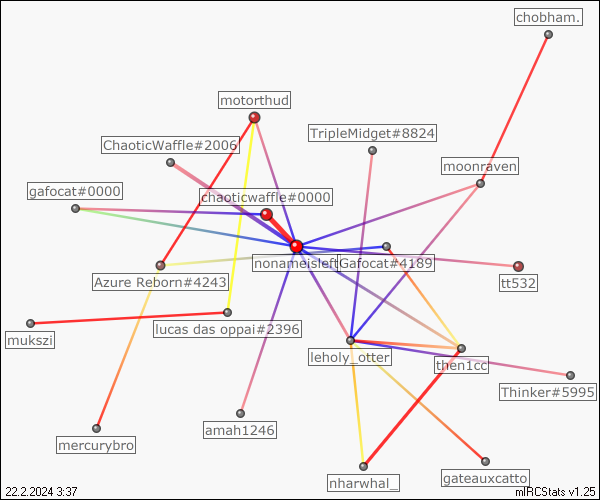 chobham.
motorthud
TripleMidget#8824
ChaoticWaffle#2006
moonraven
gafocat#0000
chaoticwaffle#0000
nonameisleft
Gafocat#4189
Azure Reborn#4243
tt532
lucas das oppai#2396
mukszi
leholy_otter
then1cc
Thinker#5995
amah1246
mercurybro
nharwhal_
gateauxcatto
22.2.2024 3:37
mIRCStats v1.25